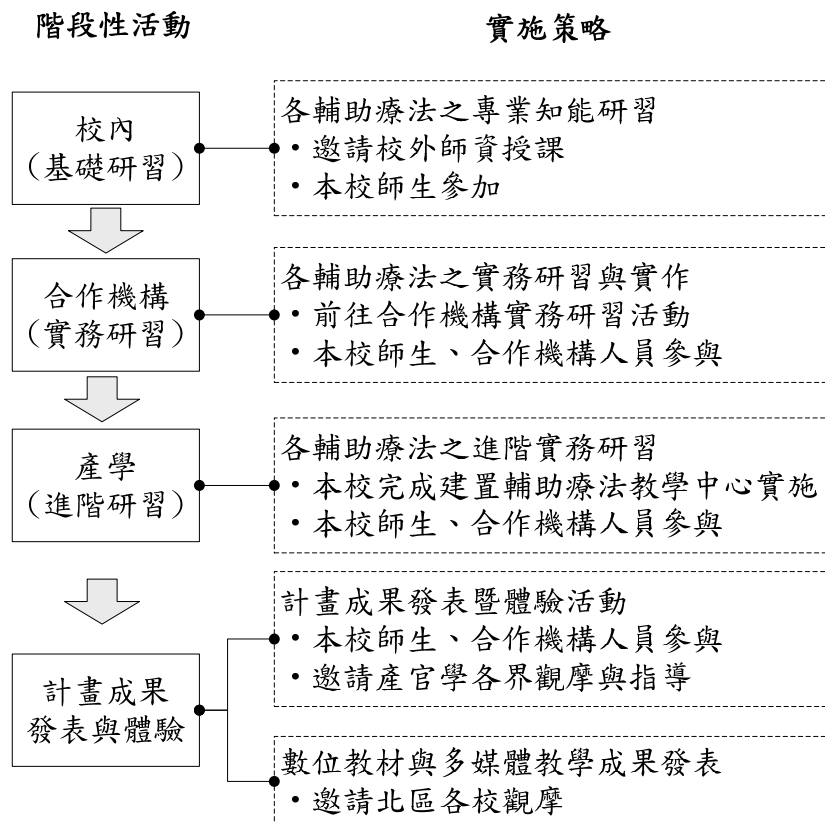 階段性活動
實施策略
校內
(基礎研習)
各輔助療法之專業知能研習
・邀請校外師資授課
・本校師生參加
合作機構
(實務研習)
各輔助療法之實務研習與實作
・前往合作機構實務研習活動
・本校師生、合作機構人員參與
產學
(進階研習)
各輔助療法之進階實務研習
・本校完成建置輔助療法教學中心實施
・本校師生、合作機構人員參與
計畫成果
發表與體驗
計畫成果發表暨體驗活動
・本校師生、合作機構人員參與
・邀請產官學各界觀摩與指導
數位教材與多媒體教學成果發表
・邀請北區各校觀摩